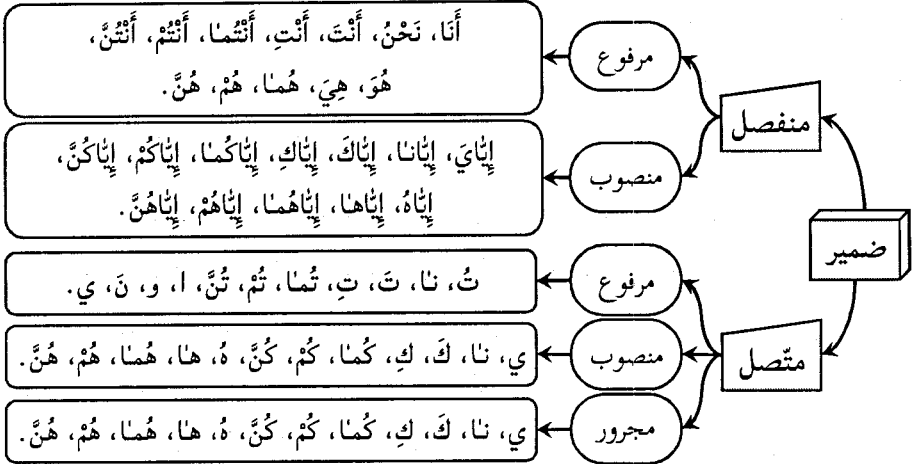 ضمير
منفصل
مرفوع
أَنَا، نَحْنُ، أَنْتَ، أَنْتِ، أَنْتُمٰا، أَنْتُمْ، أَنْتُنَّ،
هُوَ، هِيَ، هُمٰا، هُمْ، هُنَّ.
منصوب
إِيّٰايَ، إِيّٰانٰا، إِيّٰاكَ، إِيّٰاكِ، إِيّٰاكُمٰا، إِيّٰاكُمْ، إِيّٰاكُنَّ،
إِيّٰاهُ، إِيّٰاهٰا، إِيّٰاهُمٰا، إِيّٰاهُمْ، إِيّٰاهُنَّ.
متّصل
مرفوع
تُ، نٰا، تَ، تِ، تُمٰا، تُمْ، تُنَّ، ا، و، نَ، ي.
منصوب
ي، نٰا، كَ، كِ، كُمٰا، كُمْ، كُنَّ، هُ، هٰا، هُمٰا، هُمْ، هُنَّ.
مجرور
ي، نٰا، كَ، كِ، كُمٰا، كُمْ، كُنَّ، هُ، هٰا، هُمٰا، هُمْ، هُنَّ.